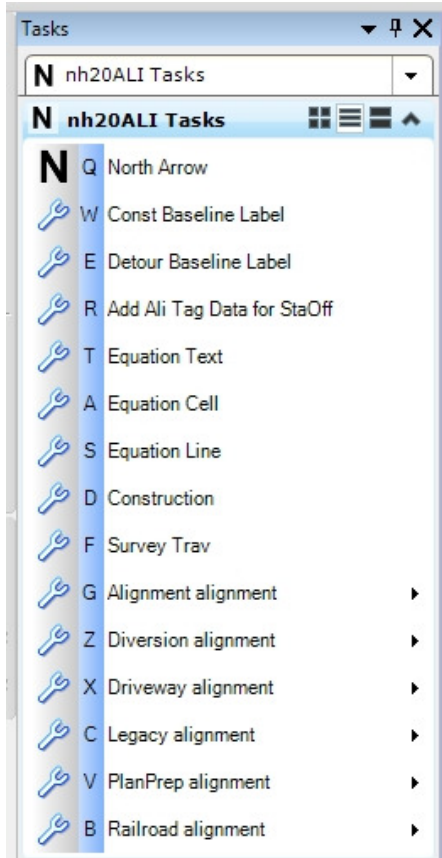 Tasks
N nh20ALI Tasks
N nh20ALI Tasks
N Q North Arrow
W Const Baseline Label
E Detour Baseline Label
R Add Ali Tag Data for StaOff
T Equation Text
A Equation Cell
S Equation Line
D Construction
F Survey Trav
G Alignment alignment
Z Diversion alignment
X Driveway alignment
C Legacy alignment
V PlanPrep alignment
B Railroad alignment